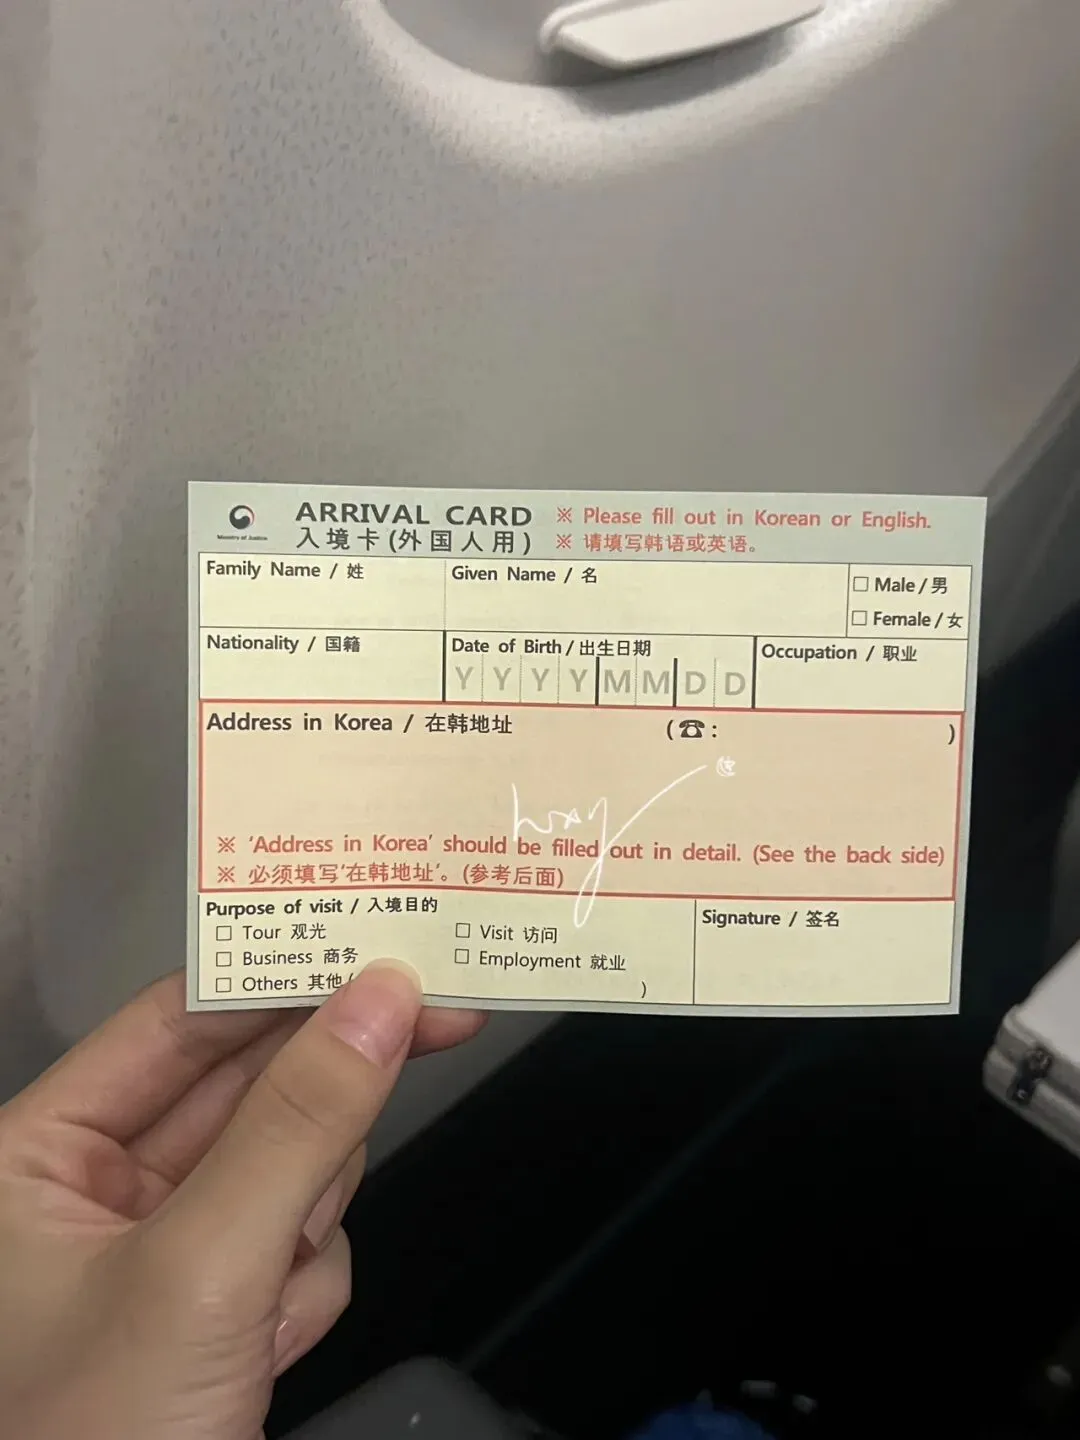 Ministry of Justice
ARRIVAL CARD
入境卡(外国人用)
※ Please fill out in Korean or English.
※ 请填写韩语或英语。
Family Name / 姓
Given Name / 名
□ Male / 男
□ Female / 女
Nationality / 国籍
Date of Birth / 出生日期
Y Y Y Y M M D D
Occupation / 职业
Address in Korea / 在韩地址 (☎: )
※ 'Address in Korea' should be filled out in detail. (See the back side)
※ 必须填写'在韩地址'。(参考后面)
Purpose of visit / 入境目的
□ Tour 观光
□ Visit 访问
□ Business 商务
□ Employment 就业
□ Others 其他 ( )
Signature / 签名